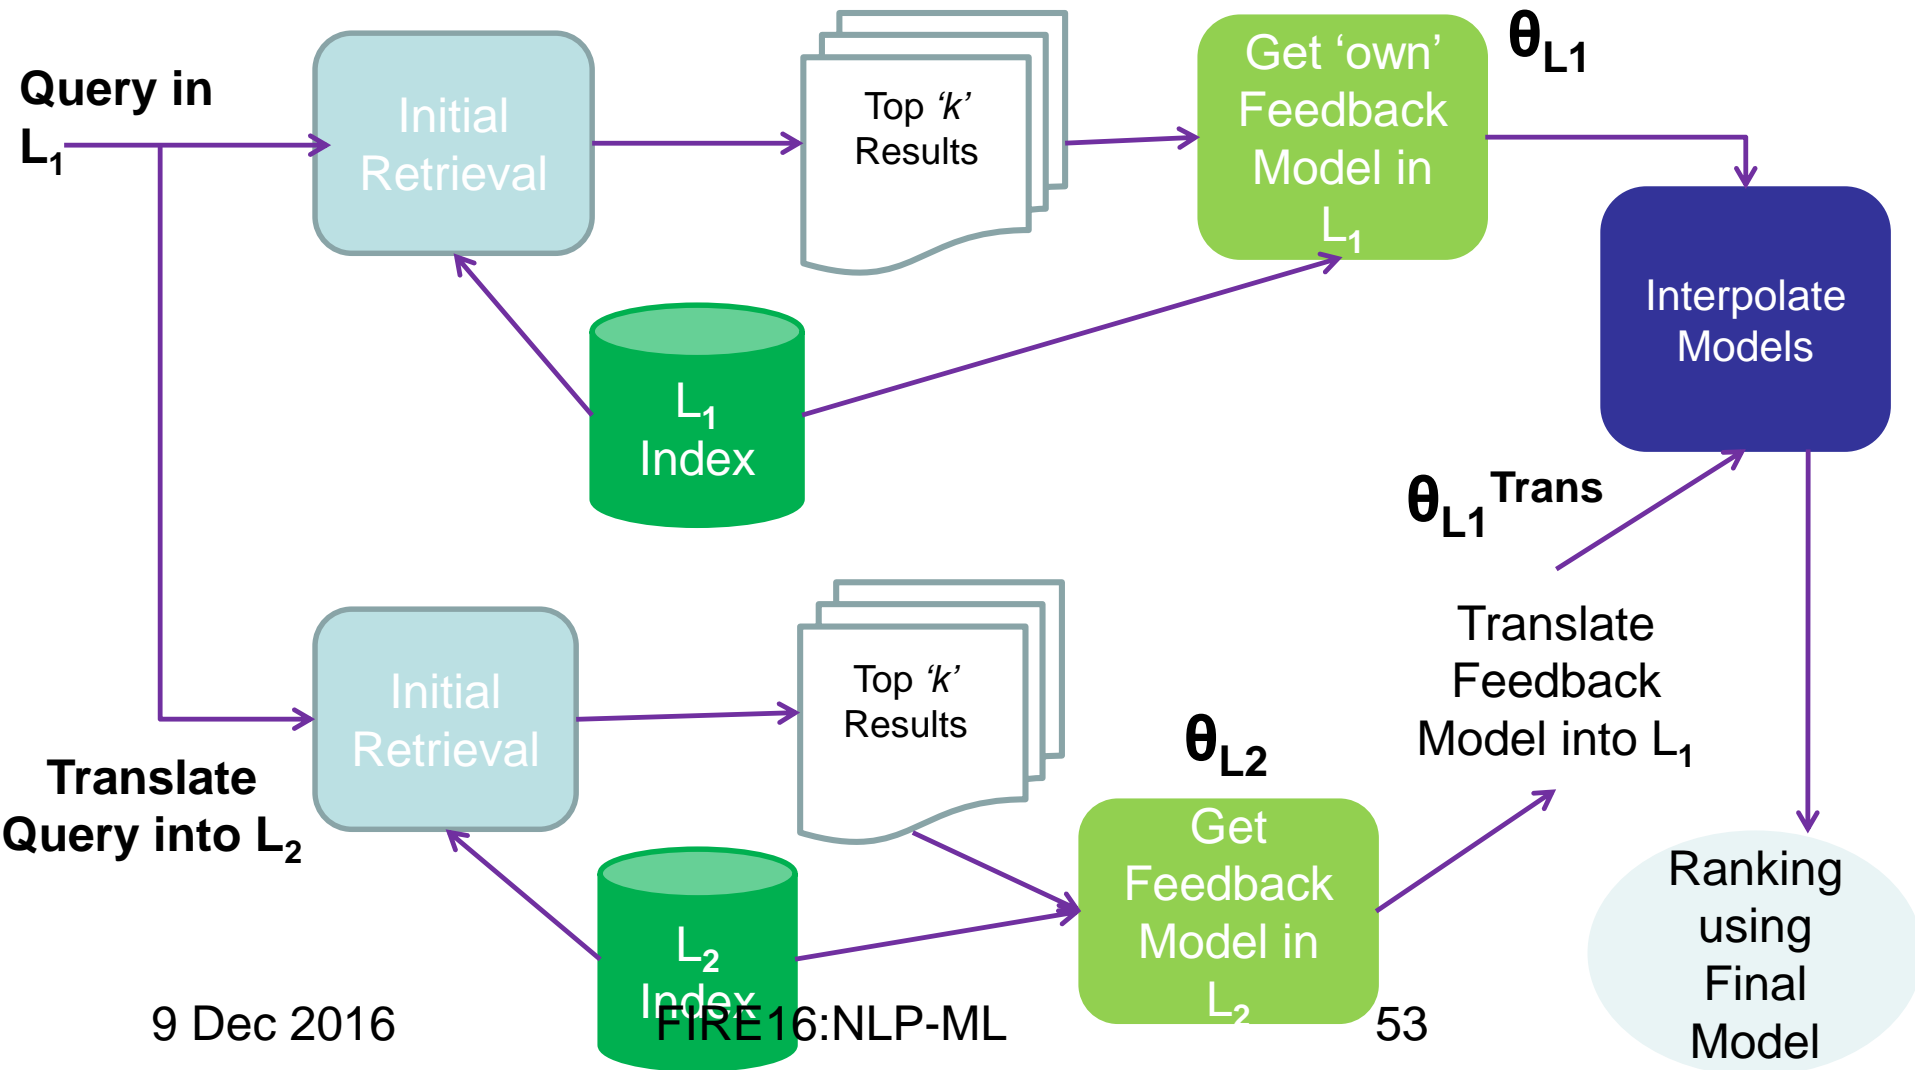 Query in
L₁
Initial
Retrieval
Top ‘k’
Results
Get ‘own’
Feedback
Model in
L₁
θL1
Interpolate
Models
L₁
Index
θL1Trans
Translate
Query into L₂
Initial
Retrieval
Top ‘k’
Results
θL2
Get
Feedback
Model in
L₂
Translate
Feedback
Model into L₁
L₂
Index
Ranking
using
Final
Model
9 Dec 2016
FIRE16:NLP-ML
53